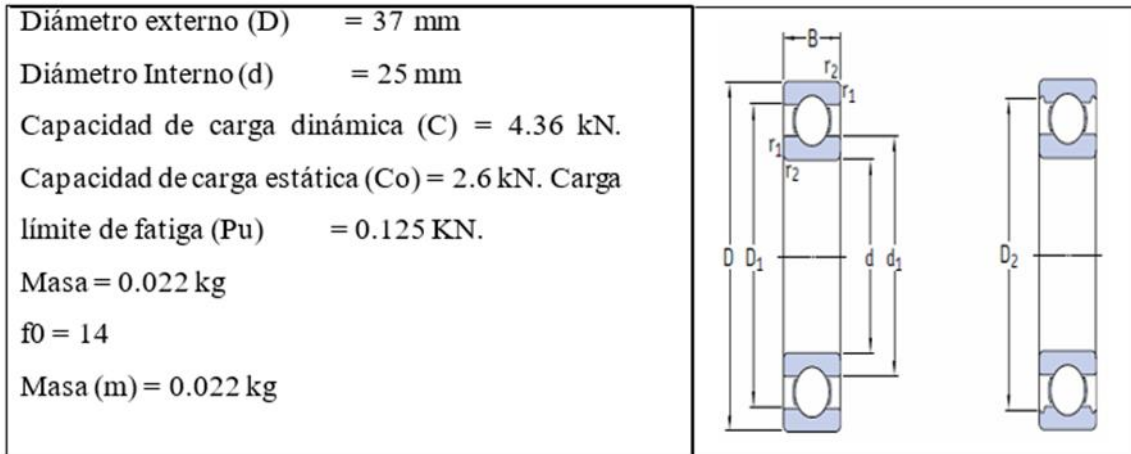 Diámetro externo (D) = 37 mm
Diámetro Interno (d) = 25 mm
Capacidad de carga dinámica (C) = 4.36 kN.
Capacidad de carga estática (Co) = 2.6 kN. Carga
límite de fatiga (Pu) = 0.125 KN.
Masa = 0.022 kg
f0 = 14
Masa (m) = 0.022 kg
B
r₂
r₁
r₁
r₂
D D₁ d d₁ D₂